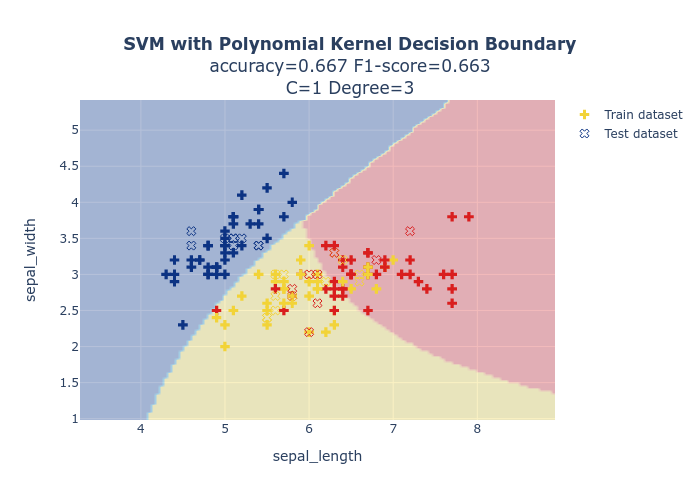 SVM with Polynomial Kernel Decision Boundary
accuracy=0.667 F1-score=0.663
C=1 Degree=3
Train dataset
Test dataset
5
4.5
4
3.5
3
2.5
2
1.5
1
sepal_width
4
5
6
7
8
sepal_length